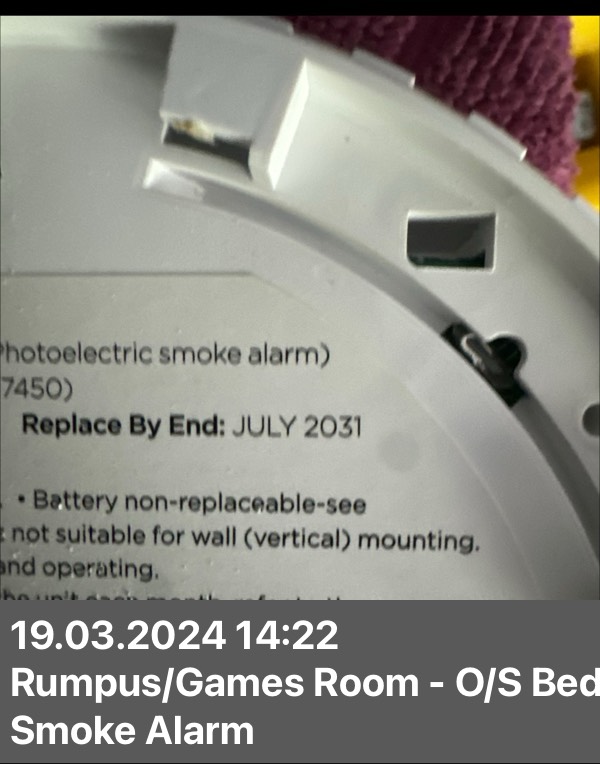 hotoelectric smoke alarm)
7450)
Replace By End: JULY 2031
• Battery non-replaceable-see
not suitable for wall (vertical) mounting.
and operating.
19.03.2024 14:22
Rumpus/Games Room - O/S Bed
Smoke Alarm